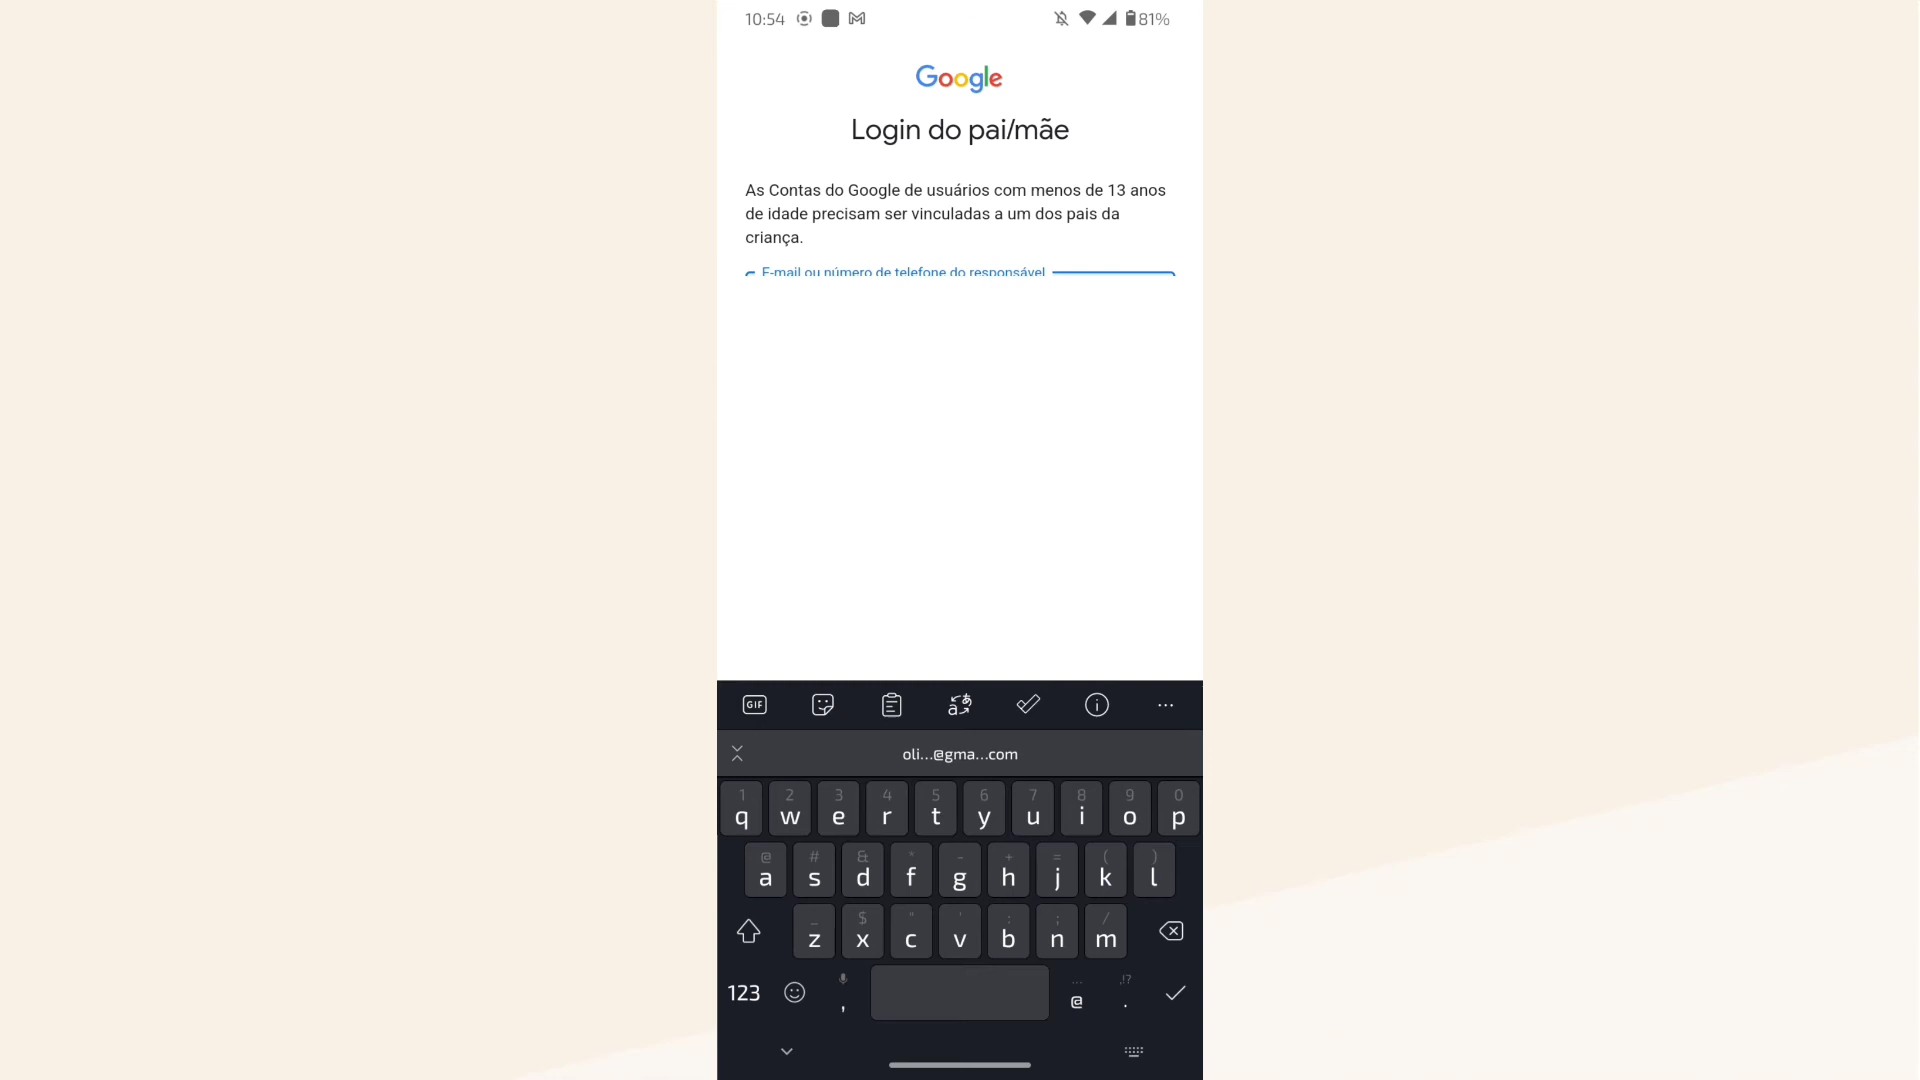 10:54
81%
Google
Login do pai/mãe
As Contas do Google de usuários com menos de 13 anos
de idade precisam ser vinculadas a um dos pais da
criança.
E-mail ou número de telefone do responsável
GIF
oli...@gma...com
1 2 3 4 5 6 7 8 9 0
q w e r t y u i o p
@ # & * - + = ( )
a s d f g h j k l
_ $ " ' : ; /
z x c v b n m
... ,!?
123 , @ .